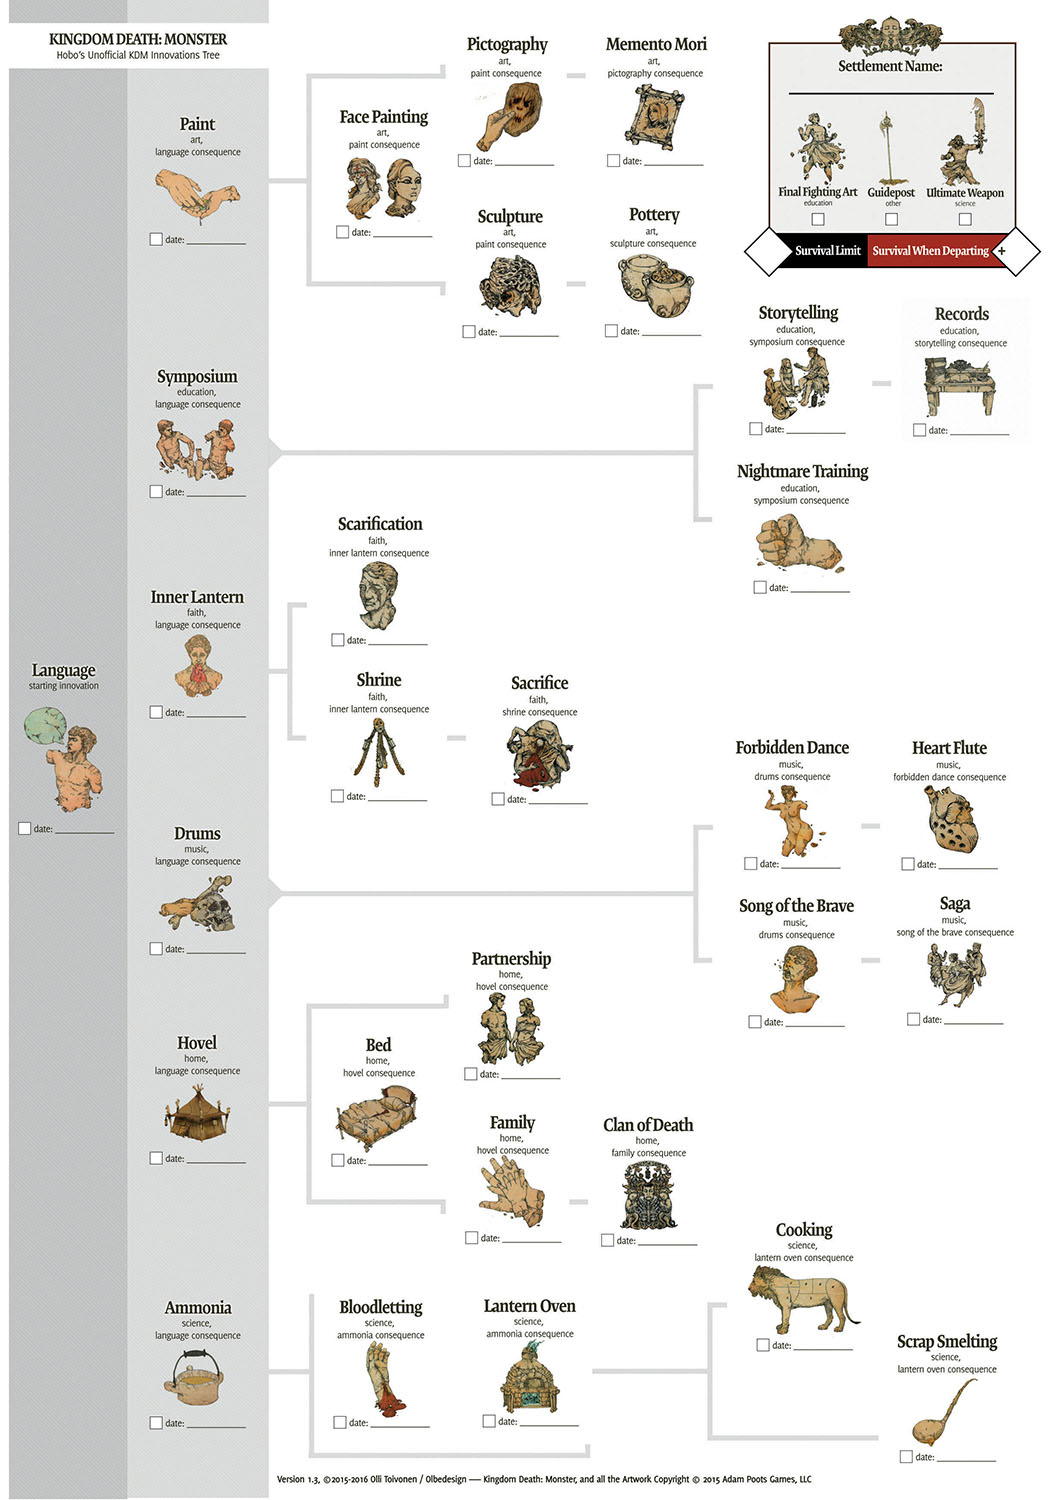 KINGDOM DEATH: MONSTER
Hobo's Unofficial KDM Innovations Tree
Pictography
art,
paint consequence
date:
Memento Mori
art,
pictography consequence
date:
Settlement Name:
Final Fighting Art
education
Guidepost
other
Ultimate Weapon
science
Survival Limit
Survival When Departing
+
Paint
art,
language consequence
date:
Face Painting
art,
paint consequence
date:
Sculpture
art,
paint consequence
date:
Pottery
art,
sculpture consequence
date:
Storytelling
education,
symposium consequence
date:
Records
education,
storytelling consequence
date:
Symposium
education,
language consequence
date:
Nightmare Training
education,
symposium consequence
date:
Scarification
faith,
inner lantern consequence
date:
Inner Lantern
faith,
language consequence
date:
Language
starting innovation
date:
Shrine
faith,
inner lantern consequence
date:
Sacrifice
faith,
shrine consequence
date:
Forbidden Dance
music,
drums consequence
date:
Heart Flute
music,
forbidden dance consequence
date:
Drums
music,
language consequence
date:
Song of the Brave
music,
drums consequence
date:
Saga
music,
song of the brave consequence
date:
Partnership
home,
hovel consequence
date:
Hovel
home,
language consequence
date:
Bed
home,
hovel consequence
date:
Family
home,
hovel consequence
date:
Clan of Death
home,
family consequence
date:
Cooking
science,
lantern oven consequence
date:
Ammonia
science,
language consequence
date:
Bloodletting
science,
ammonia consequence
date:
Lantern Oven
science,
ammonia consequence
date:
Scrap Smelting
science,
lantern oven consequence
date:
Version 1.3, ©2015-2016 Olli Toivonen / Olbedesign — Kingdom Death: Monster, and all the Artwork Copyright © 2015 Adam Poots Games, LLC